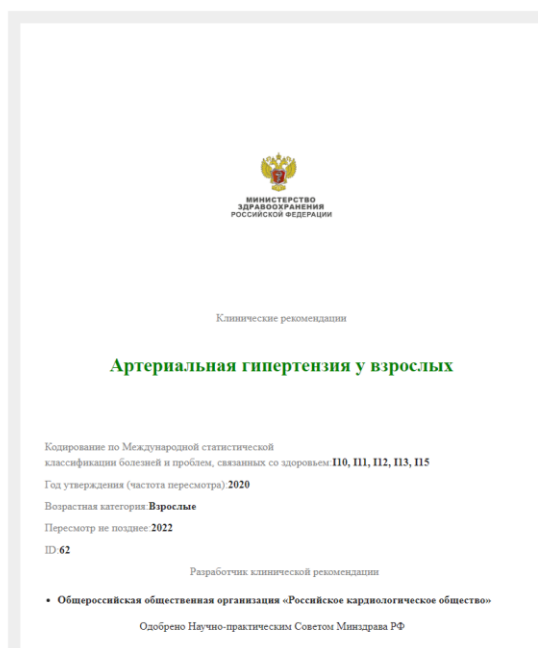 МИНИСТЕРСТВО
ЗДРАВООХРАНЕНИЯ
РОССИЙСКОЙ ФЕДЕРАЦИИ
Клинические рекомендации
Артериальная гипертензия у взрослых
Кодирование по Международной статистической
классификации болезней и проблем, связанных со здоровьем:I10, I11, I12, I13, I15
Год утверждения (частота пересмотра):2020
Возрастная категория:Взрослые
Пересмотр не позднее:2022
ID:62
Разработчик клинической рекомендации
• Общероссийская общественная организация «Российское кардиологическое общество»
Одобрено Научно-практическим Советом Минздрава РФ